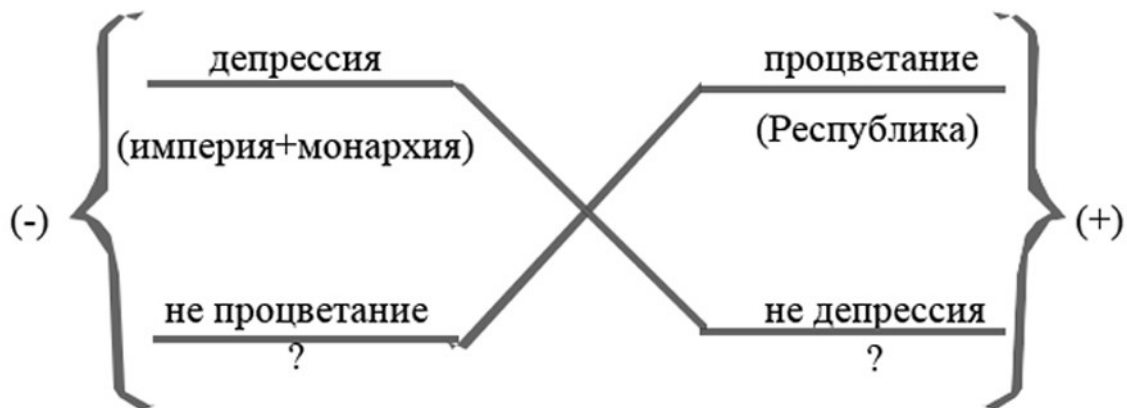 депрессия
процветание
(империя+монархия)
(Республика)
(-)
(+)
не процветание
?
не депрессия
?